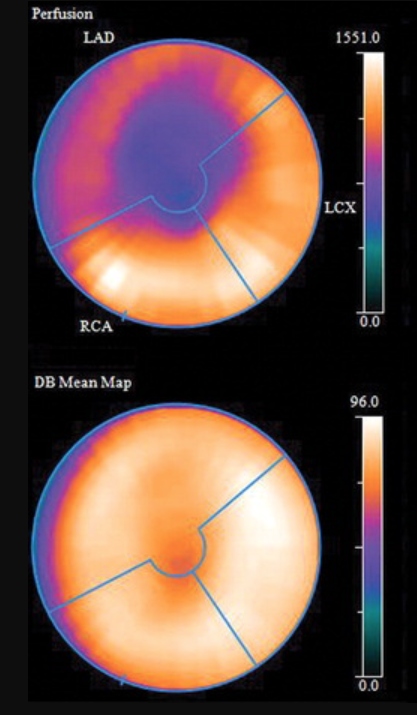 Perfusion
LAD
1551.0
LCX
0.0
RCA
DB Mean Map
96.0
0.0